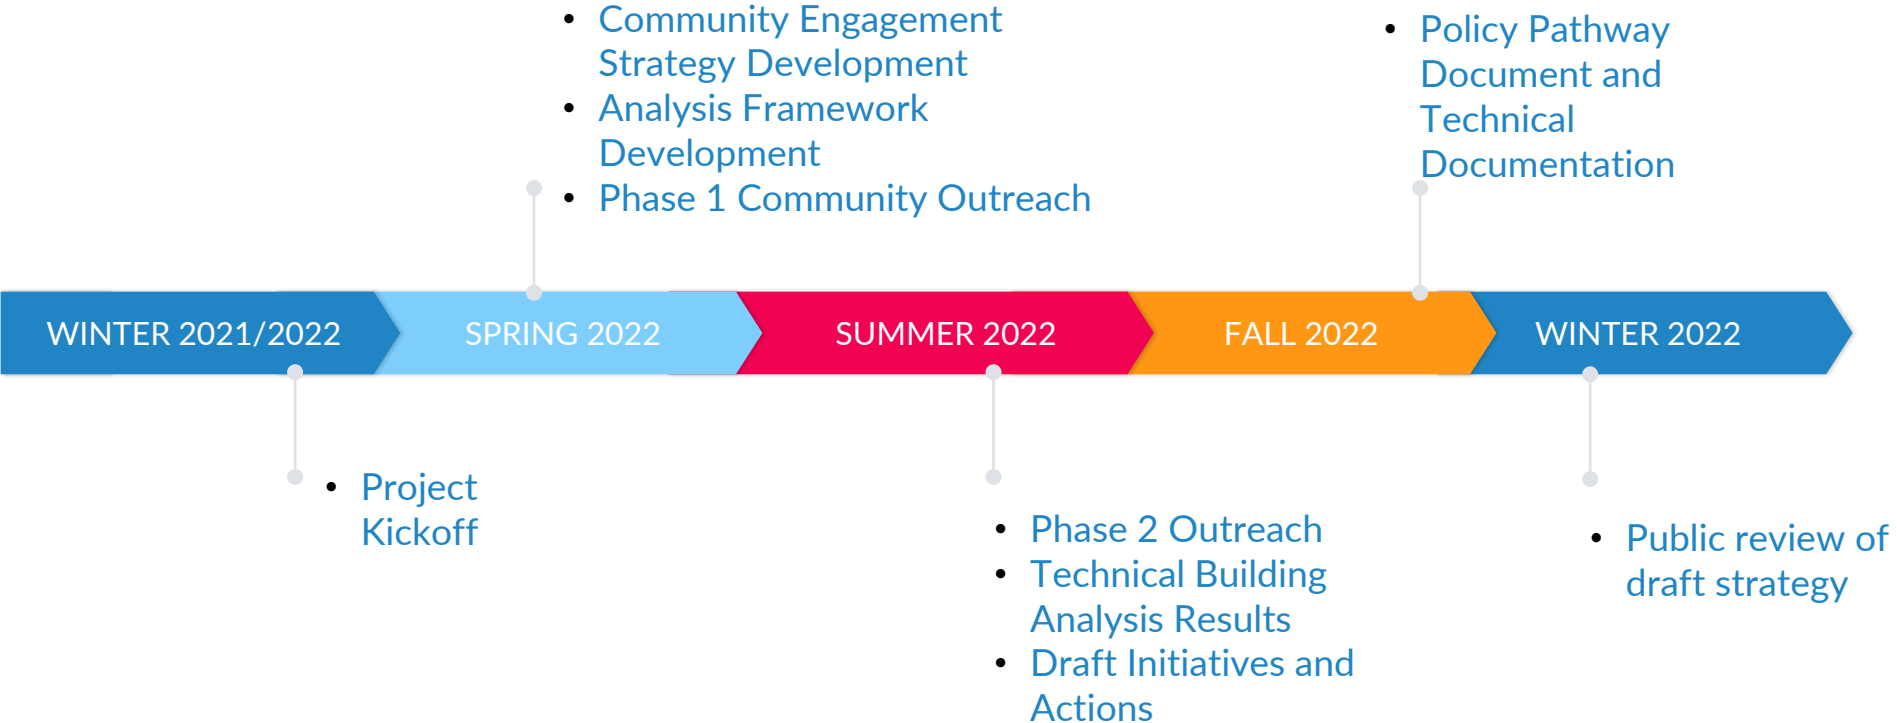 • Community Engagement
Strategy Development
• Analysis Framework
Development
• Phase 1 Community Outreach
• Policy Pathway
Document and
Technical
Documentation
WINTER 2021/2022
SPRING 2022
SUMMER 2022
FALL 2022
WINTER 2022
• Project
Kickoff
• Phase 2 Outreach
• Technical Building
Analysis Results
• Draft Initiatives and
Actions
• Public review of
draft strategy